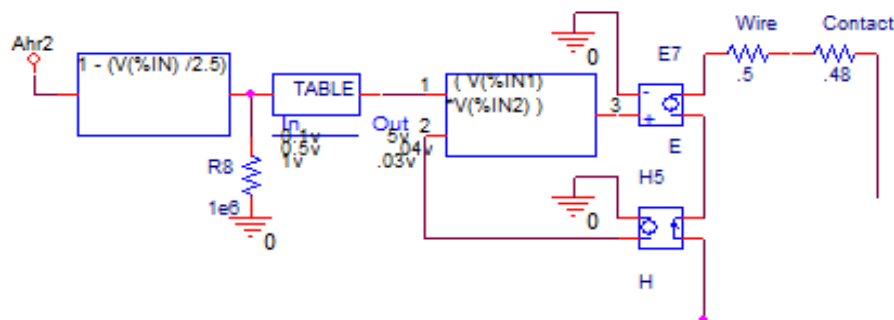 Ahr2
1 - (V(%IN) /2.5)
R8
1e6
0
TABLE
In Out
0.1v 5v
0.5v .04v
1v .03v
1
2
( V(%IN1)
*V(%IN2) )
3
0
E7
-
+
E
H5
0
H
Wire
.5
Contact
.48